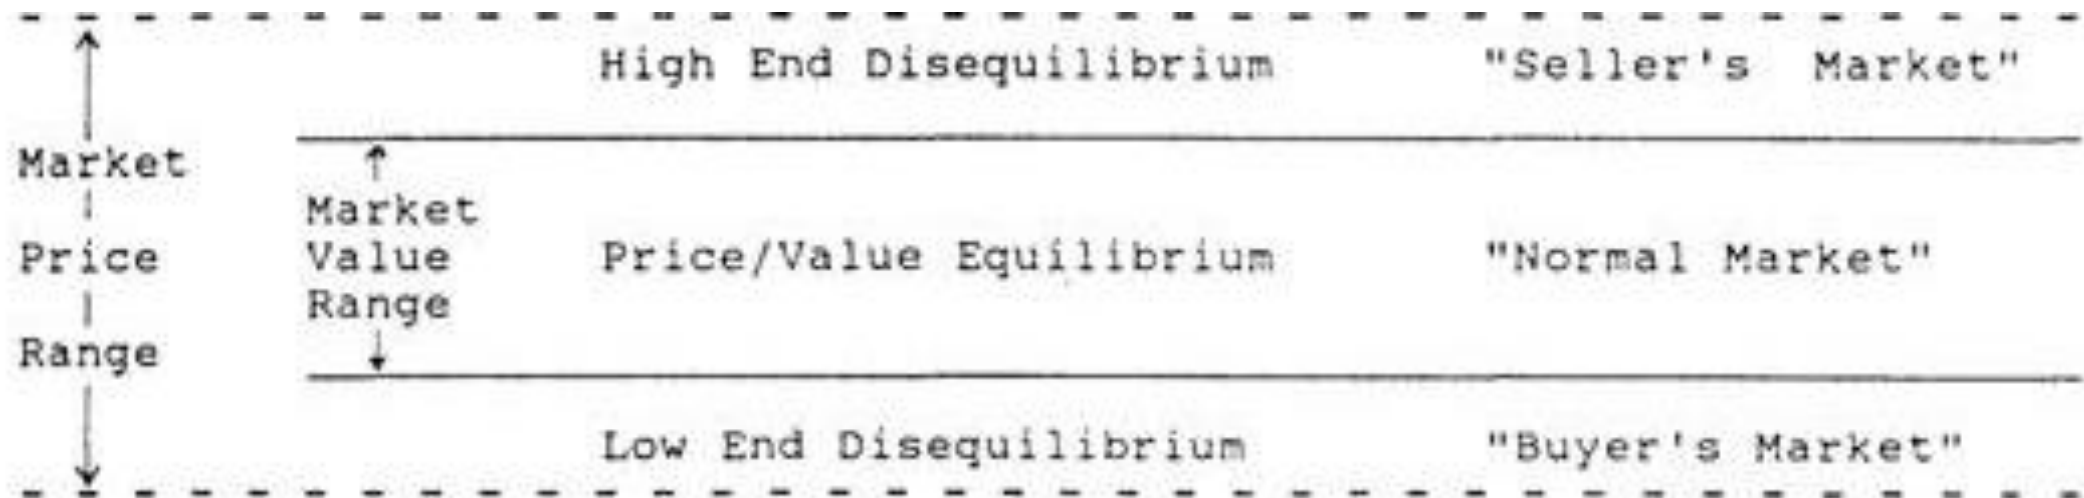 High End Disequilibrium "Seller's Market"
Market
Market
Price Value Price/Value Equilibrium "Normal Market"
Range
Range
Low End Disequilibrium "Buyer's Market"